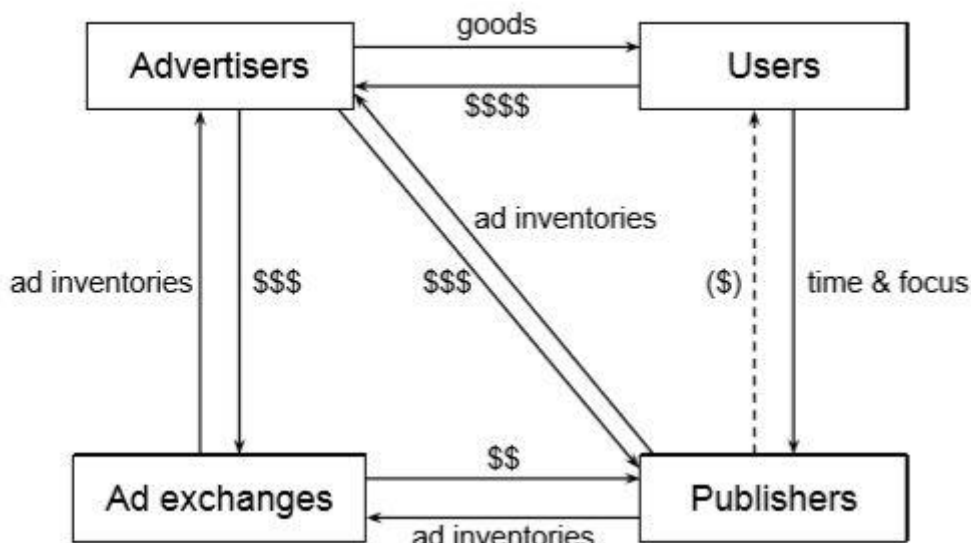 goods
Advertisers
Users
$$$$
ad inventories
ad inventories
$$$
$$$
($)
time & focus
$$
Ad exchanges
Publishers
ad inventories